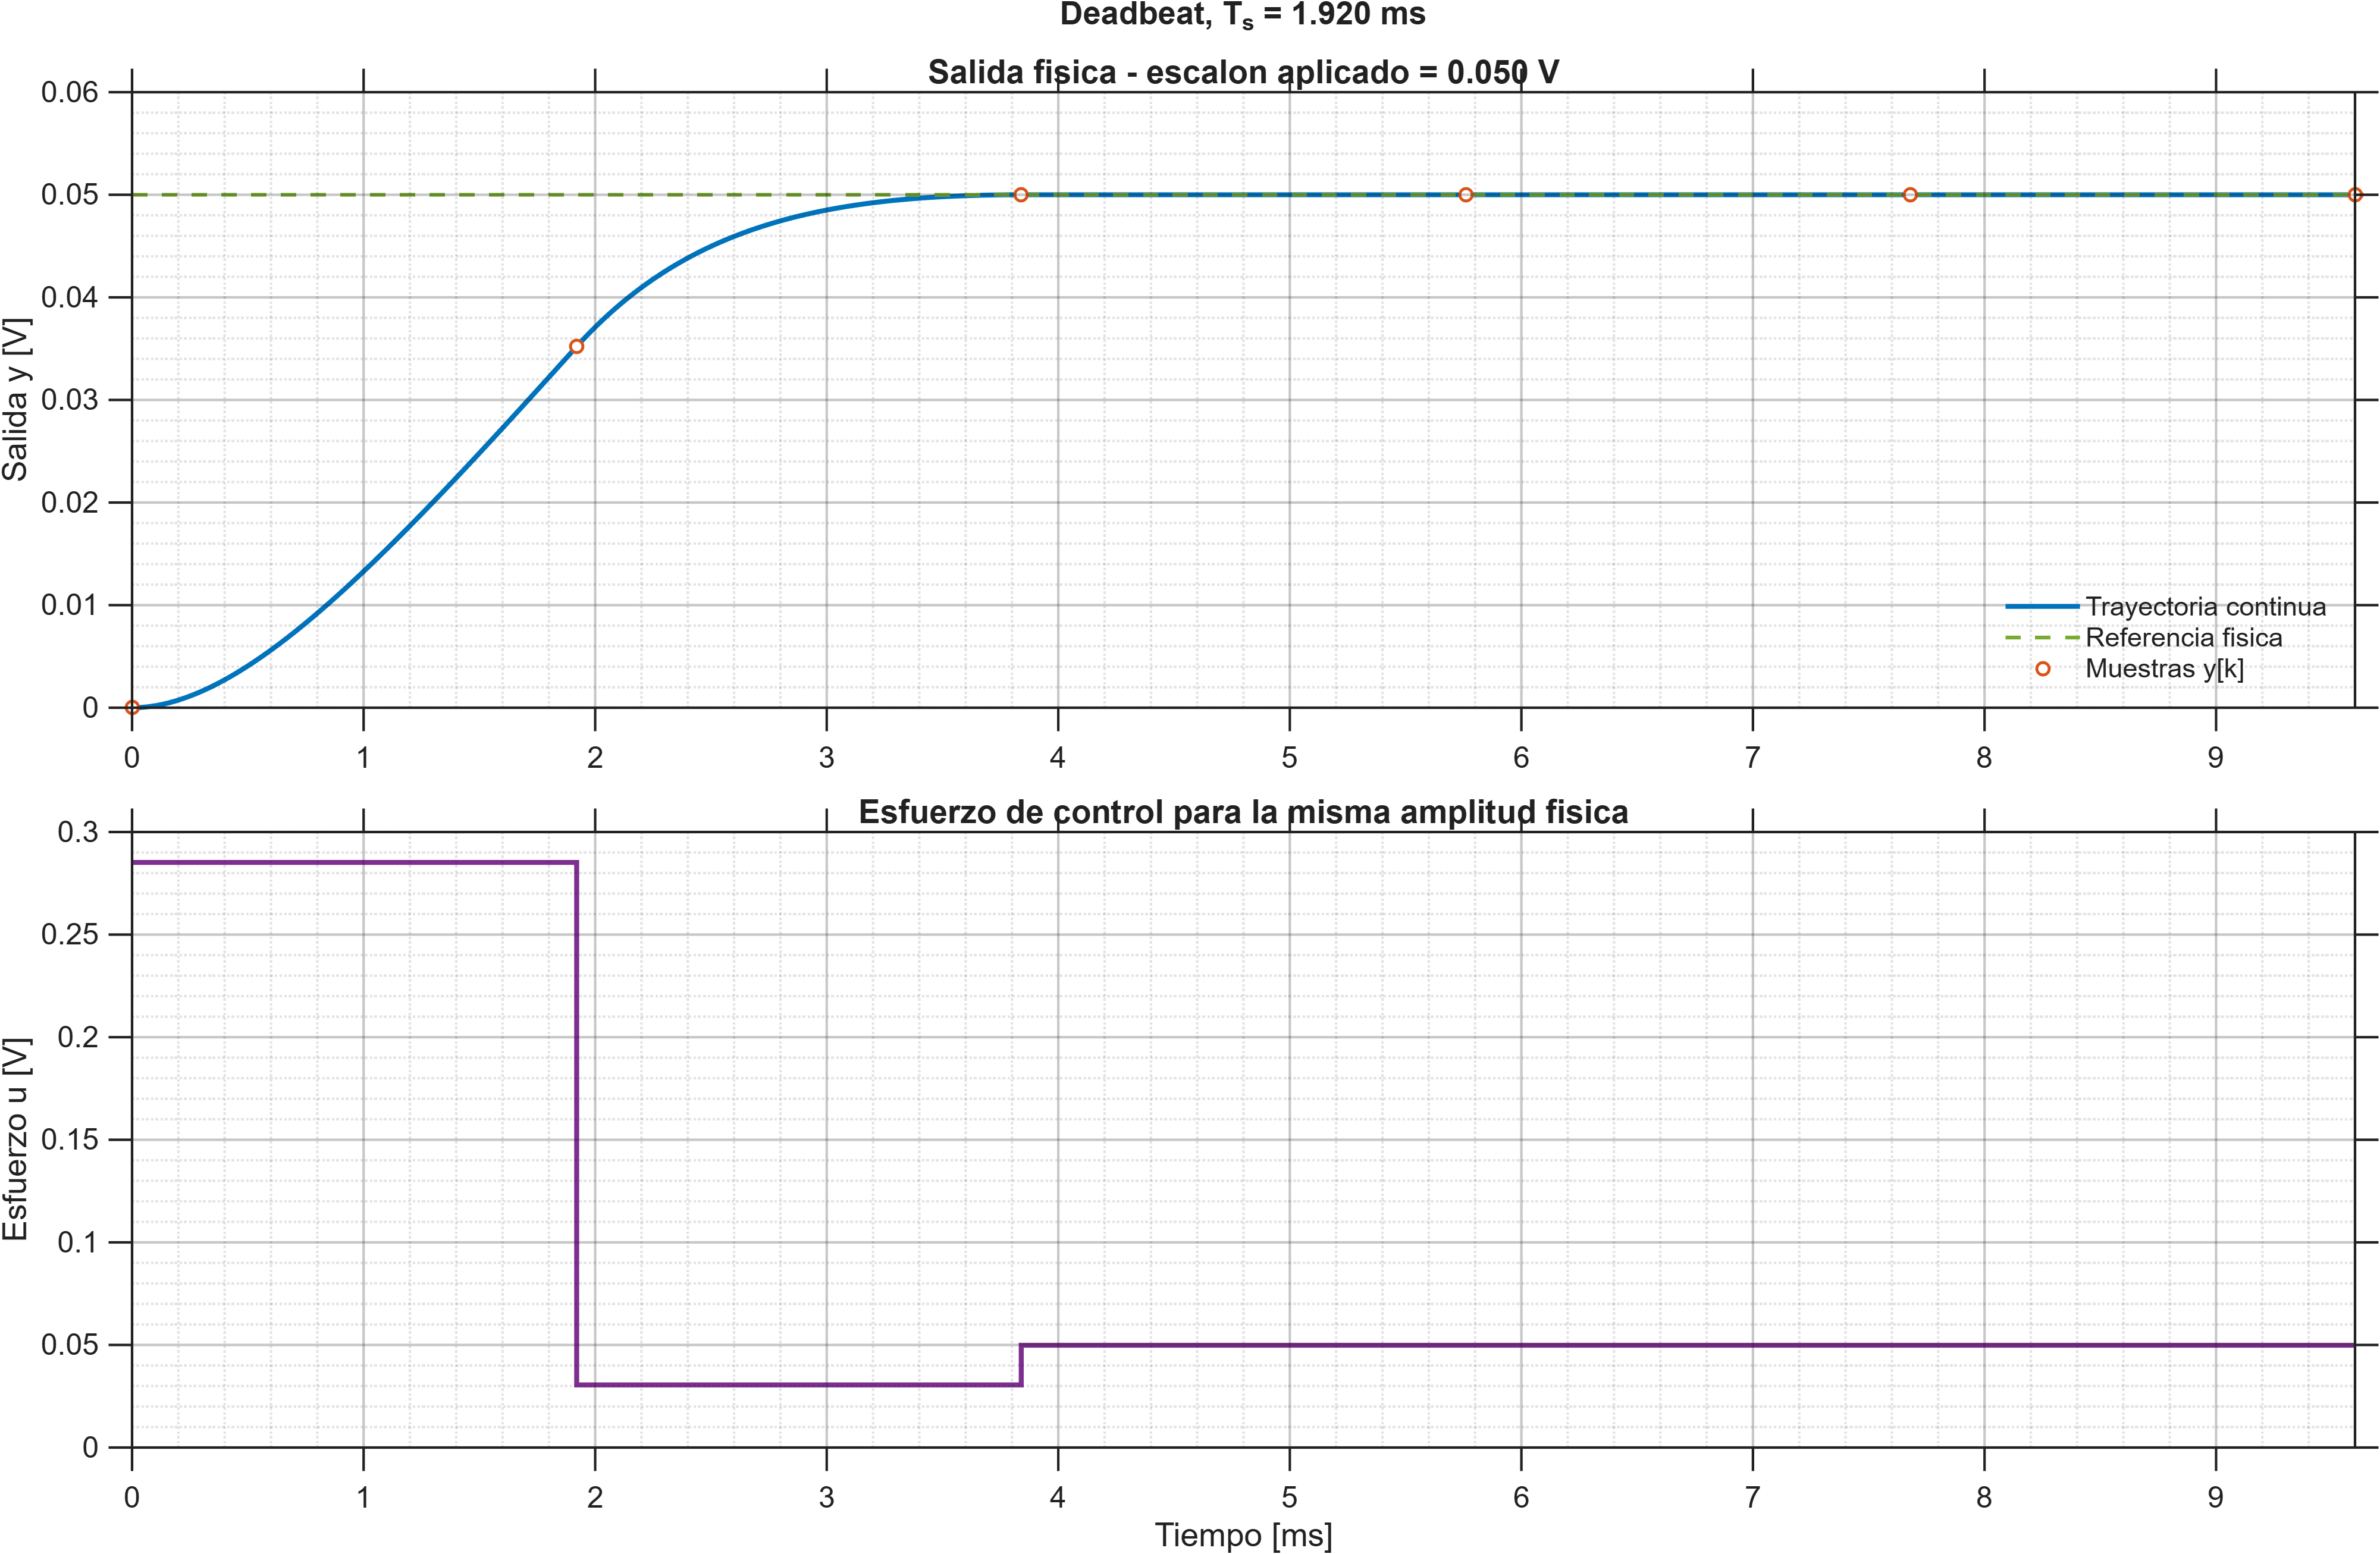 Deadbeat, Ts = 1.920 ms
Salida fisica - escalon aplicado = 0.050 V
0.06
0.05
0.04
0.03
0.02
0.01
0
Salida y [V]
Trayectoria continua
Referencia fisica
Muestras y[k]
0 1 2 3 4 5 6 7 8 9
Esfuerzo de control para la misma amplitud fisica
0.3
0.25
0.2
0.15
0.1
0.05
0
Esfuerzo u [V]
0 1 2 3 4 5 6 7 8 9
Tiempo [ms]